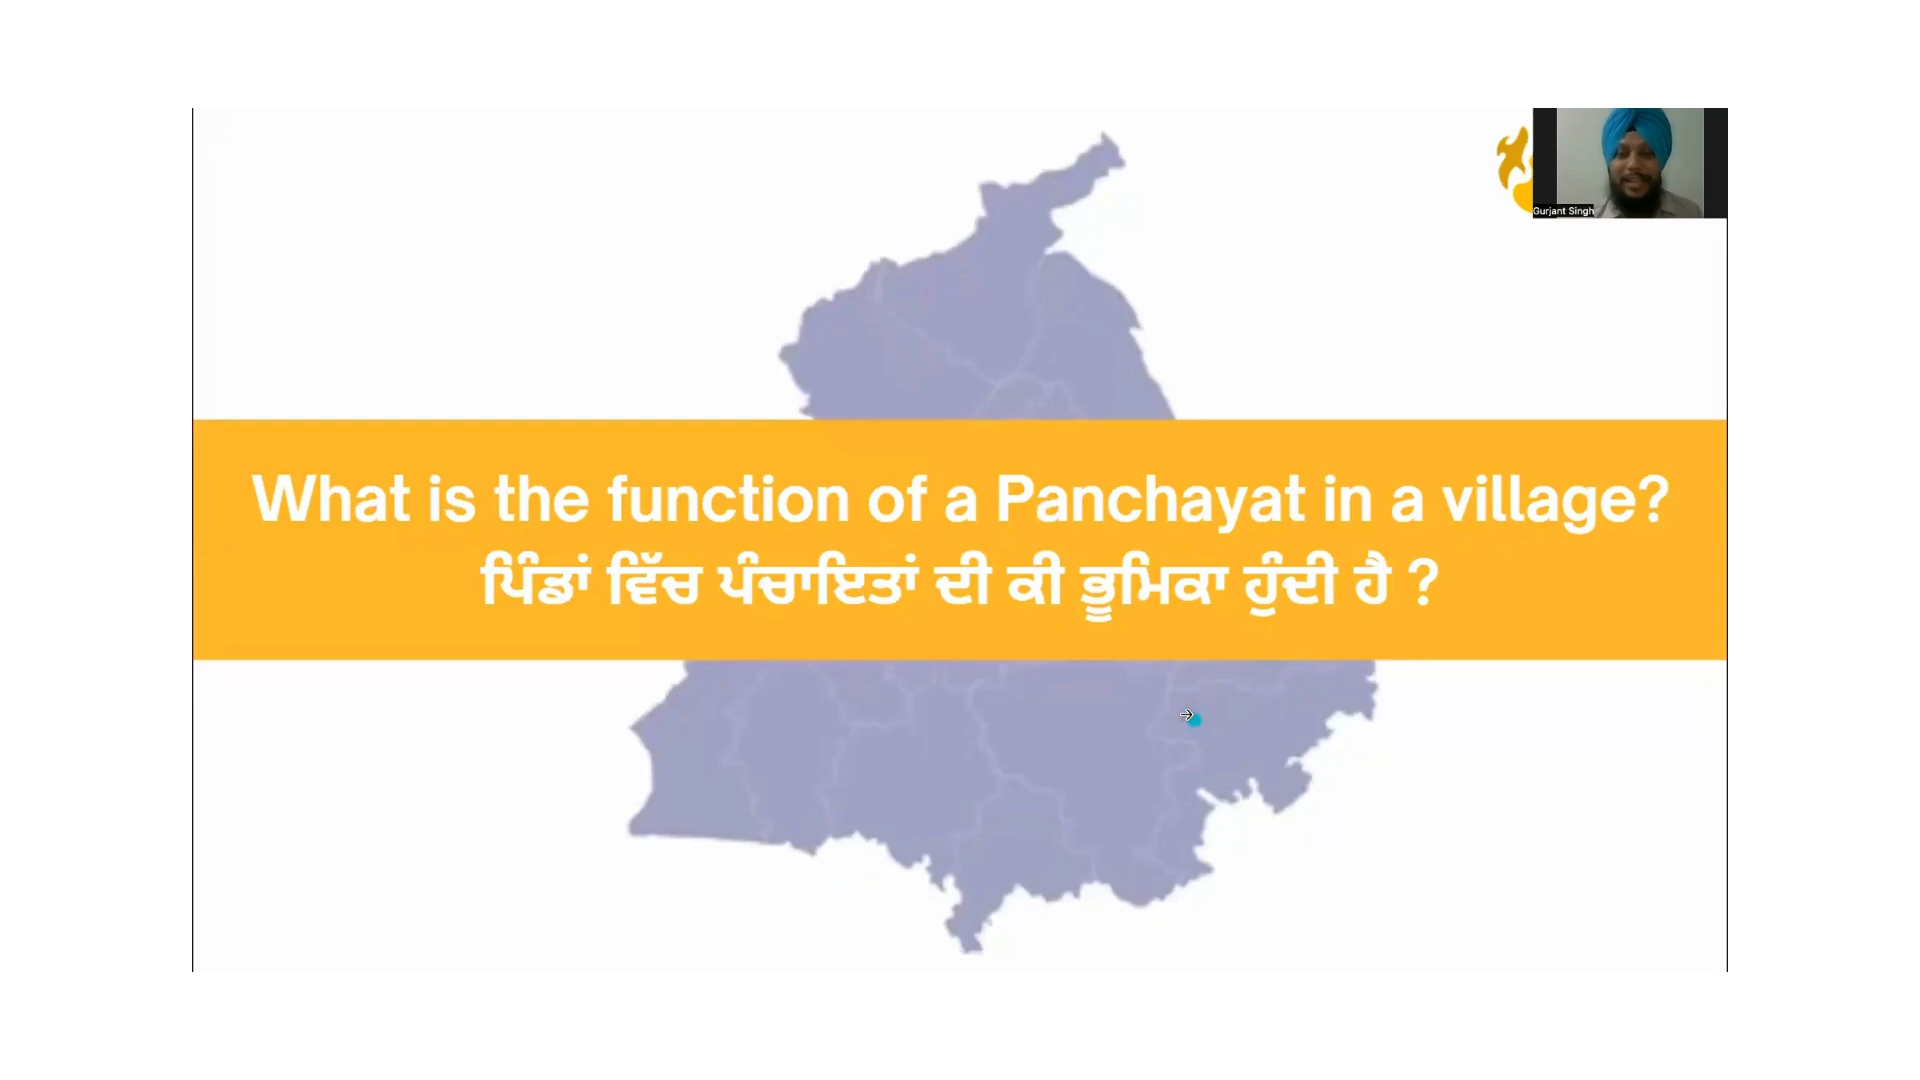 Gurjant Singh
What is the function of a Panchayat in a village?
ਪਿੰਡਾਂ ਵਿੱਚ ਪੰਚਾਇਤਾਂ ਦੀ ਕੀ ਭੂਮਿਕਾ ਹੁੰਦੀ ਹੈ ?